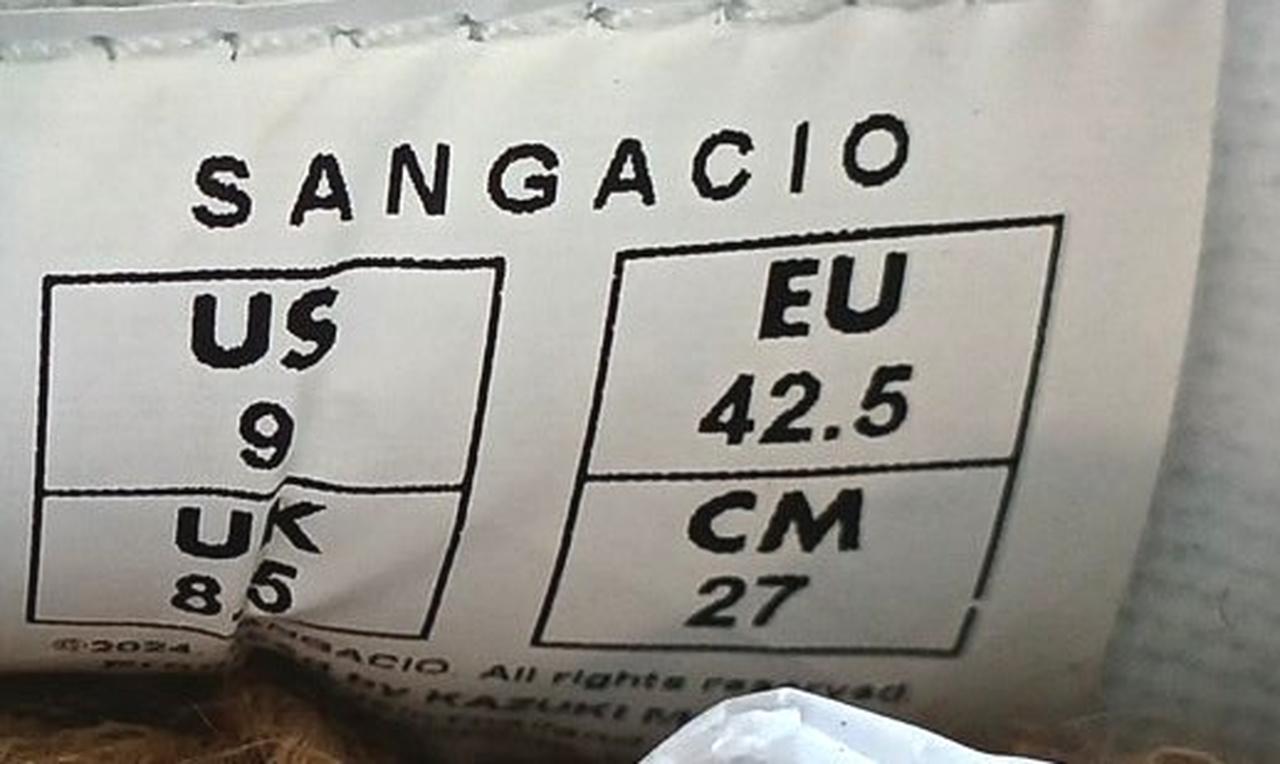 SANGACIO
US
9
UK
8.5
EU
42.5
CM
27
©2024 SANGACIO All rights reserved
by KAZUKI